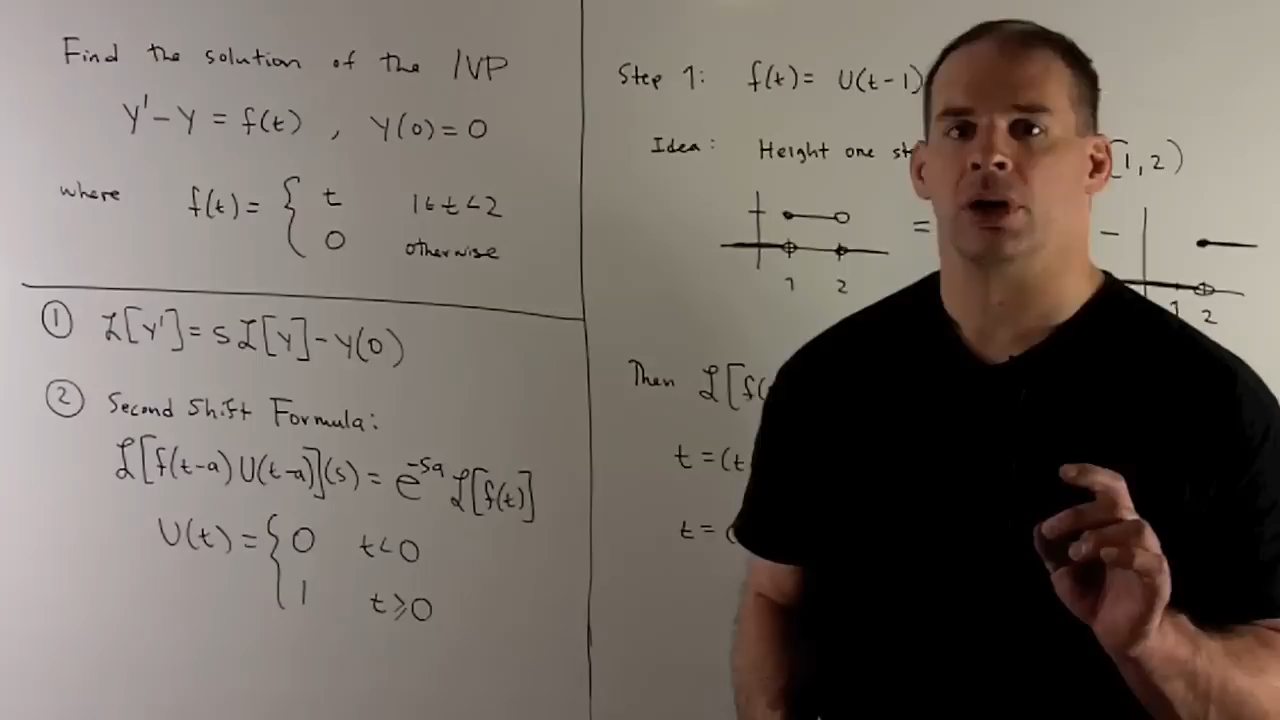 Find the solution of the IVP
y' - y = f(t) , y(0) = 0
where f(t) = { t 1 < t < 2
0 otherwise
① ℒ[y'] = sℒ[y] - y(0)
② Second Shift Formula:
ℒ[f(t-a) U(t-a)](s) = e^{-sa} ℒ[f(t)]
U(t) = { 0 t < 0
1 t ≥ 0
Step 1: f(t) = U(t-1)
Idea: Height one [1, 2)
= -
1 2 1 2
Then ℒ[f(
t = (t
t = (